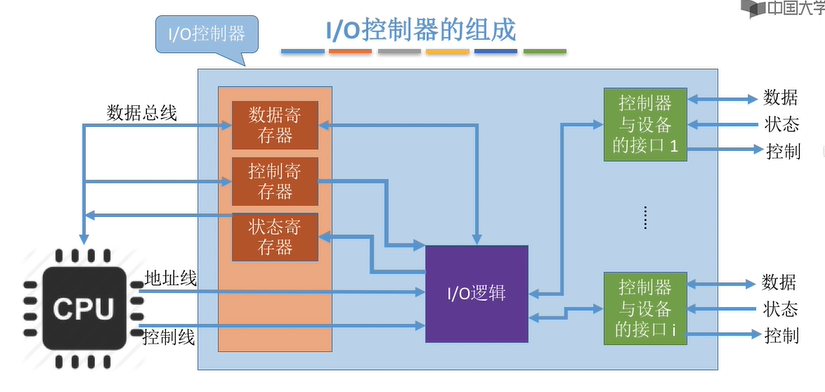 中国大学
I/O控制器的组成
I/O控制器
数据总线
数据寄
存器
控制寄
存器
状态寄
存器
CPU
地址线
控制线
I/O逻辑
控制器
与设备
的接口 1
数据
状态
控制
控制器
与设备
的接口 i
数据
状态
控制